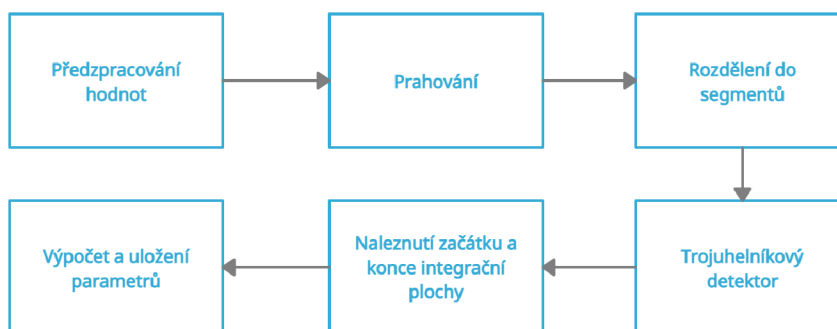 Předzpracování
hodnot
Prahování
Rozdělení do
segmentů
Trojuhelníkový
detektor
Naleznutí začátku a
konce integrační
plochy
Výpočet a uložení
parametrů